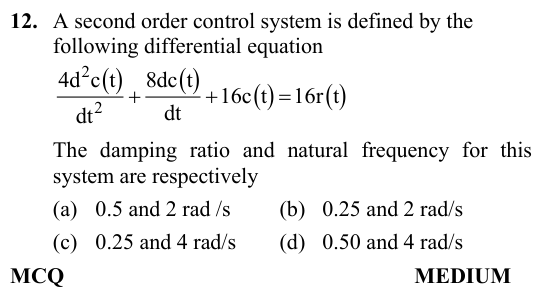 12. A second order control system is defined by the
following differential equation
4d²c(t)/dt² + 8dc(t)/dt + 16c(t) = 16r(t)
The damping ratio and natural frequency for this
system are respectively
(a) 0.5 and 2 rad /s (b) 0.25 and 2 rad/s
(c) 0.25 and 4 rad/s (d) 0.50 and 4 rad/s
MCQ MEDIUM